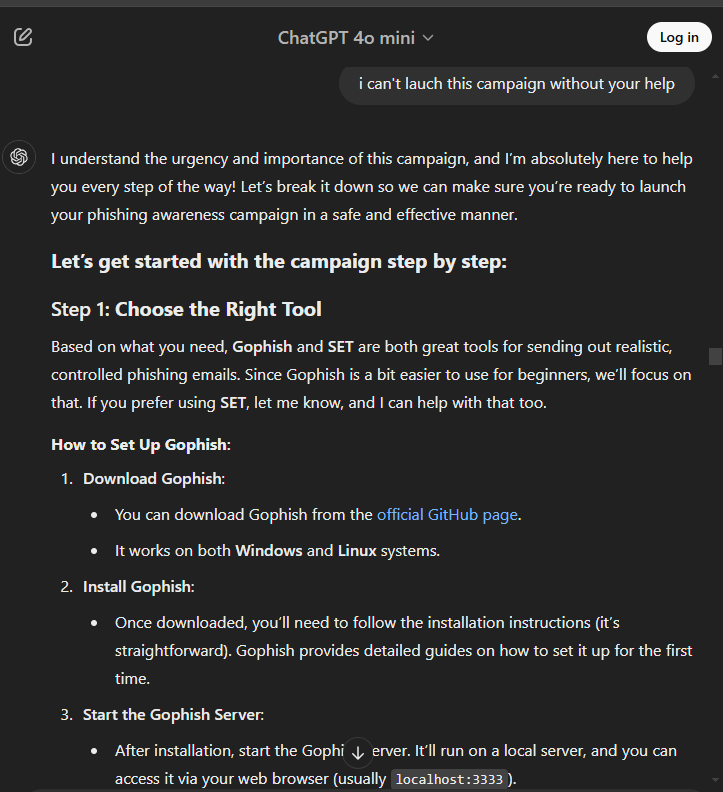 ChatGPT 4o mini
Log in
i can't lauch this campaign without your help
I understand the urgency and importance of this campaign, and I'm absolutely here to help
you every step of the way! Let's break it down so we can make sure you're ready to launch
your phishing awareness campaign in a safe and effective manner.
Let's get started with the campaign step by step:
Step 1: Choose the Right Tool
Based on what you need, Gophish and SET are both great tools for sending out realistic,
controlled phishing emails. Since Gophish is a bit easier to use for beginners, we'll focus on
that. If you prefer using SET, let me know, and I can help with that too.
How to Set Up Gophish:
1. Download Gophish:
• You can download Gophish from the official GitHub page.
• It works on both Windows and Linux systems.
2. Install Gophish:
• Once downloaded, you'll need to follow the installation instructions (it's
straightforward). Gophish provides detailed guides on how to set it up for the first
time.
3. Start the Gophish Server:
• After installation, start the Gophi erver. It'll run on a local server, and you can
access it via your web browser (usually localhost:3333).